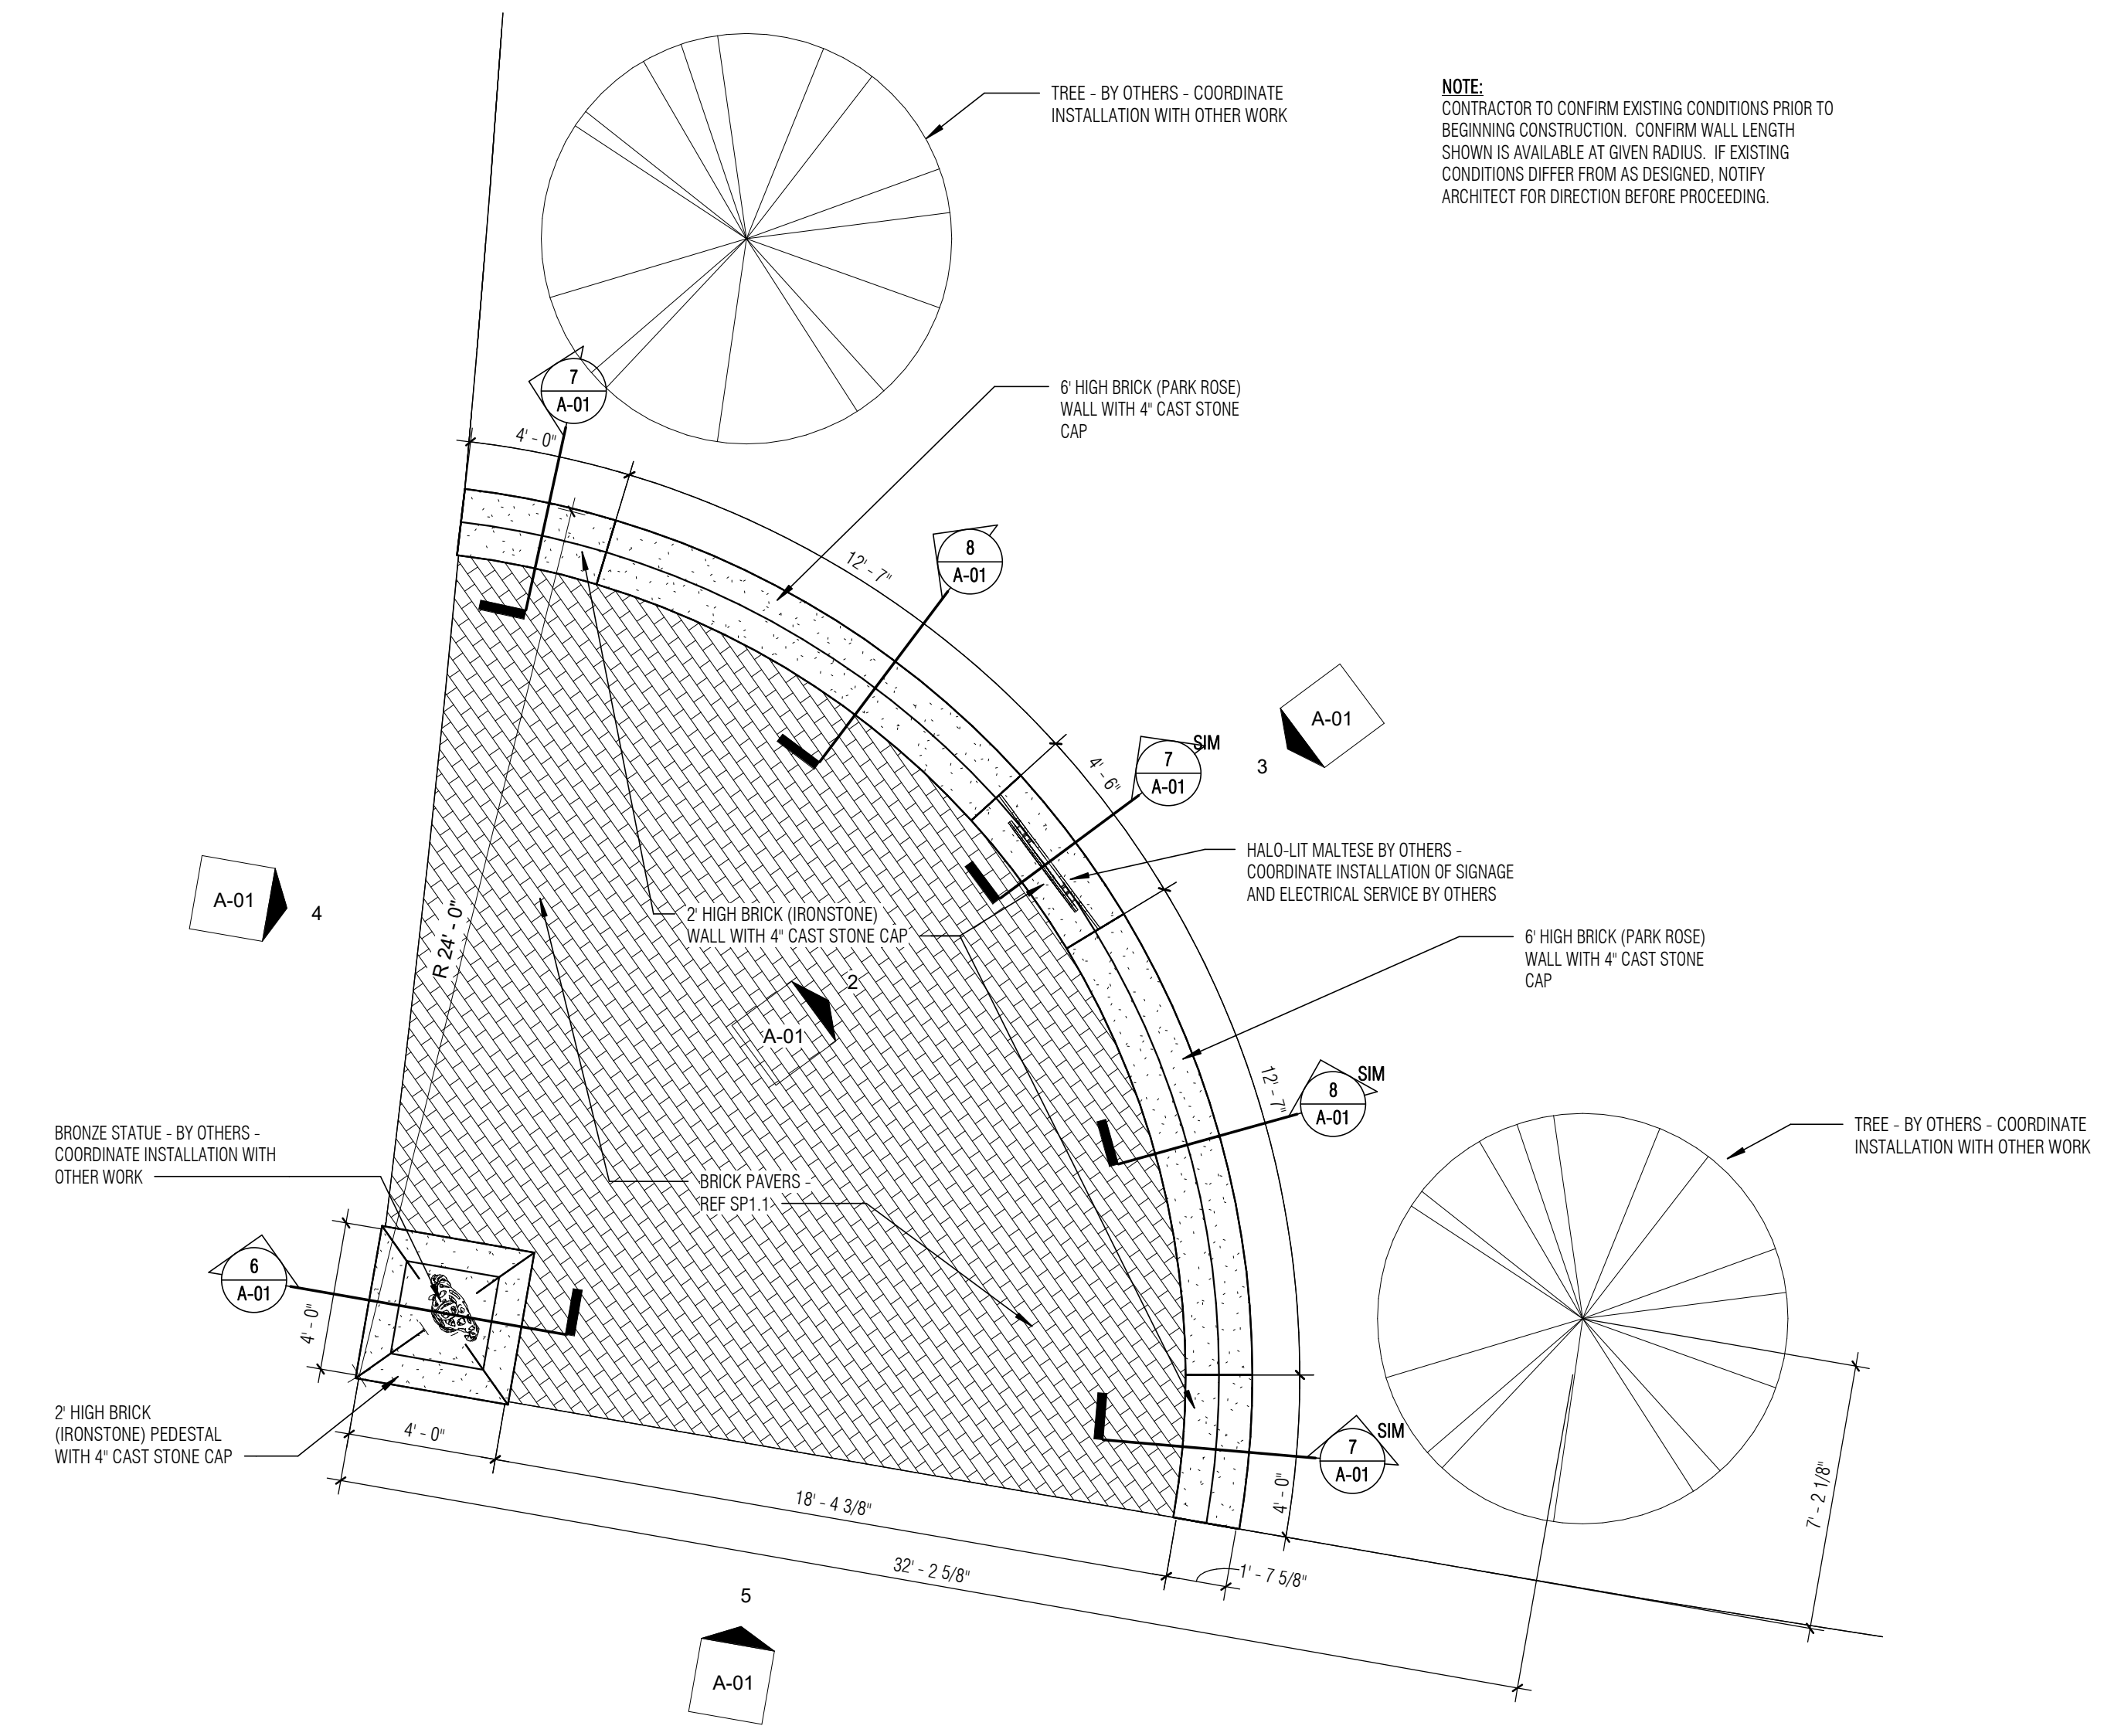 TREE - BY OTHERS - COORDINATE
INSTALLATION WITH OTHER WORK
NOTE:
CONTRACTOR TO CONFIRM EXISTING CONDITIONS PRIOR TO
BEGINNING CONSTRUCTION. CONFIRM WALL LENGTH
SHOWN IS AVAILABLE AT GIVEN RADIUS. IF EXISTING
CONDITIONS DIFFER FROM AS DESIGNED, NOTIFY
ARCHITECT FOR DIRECTION BEFORE PROCEEDING.
7
A-01
4' - 0"
6' HIGH BRICK (PARK ROSE)
WALL WITH 4" CAST STONE
CAP
8
A-01
12' - 7"
A-01
3
7
A-01
SIM
4' - 6"
HALO-LIT MALTESE BY OTHERS -
COORDINATE INSTALLATION OF SIGNAGE
AND ELECTRICAL SERVICE BY OTHERS
A-01
4
R 24' - 0"
2' HIGH BRICK (IRONSTONE)
WALL WITH 4" CAST STONE CAP
6' HIGH BRICK (PARK ROSE)
WALL WITH 4" CAST STONE
CAP
2
A-01
8
A-01
SIM
12' - 7"
BRONZE STATUE - BY OTHERS -
COORDINATE INSTALLATION WITH
OTHER WORK
BRICK PAVERS -
REF SP1.1
TREE - BY OTHERS - COORDINATE
INSTALLATION WITH OTHER WORK
6
A-01
4' - 0"
2' HIGH BRICK
(IRONSTONE) PEDESTAL
WITH 4" CAST STONE CAP
4' - 0"
7
A-01
SIM
4' - 0"
7' - 2 1/8"
18' - 4 3/8"
32' - 2 5/8"
1' - 7 5/8"
5
A-01